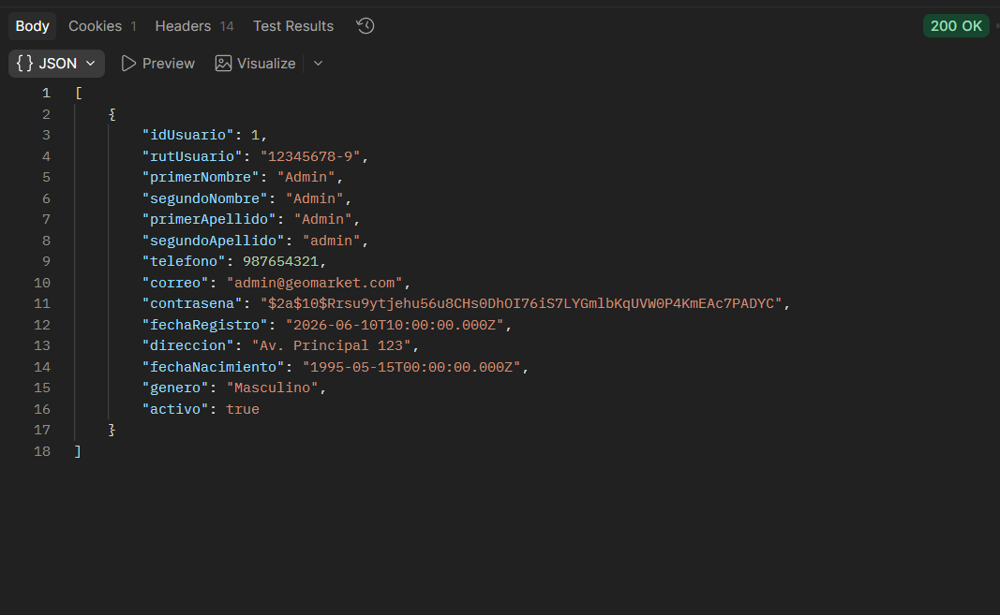 Body Cookies 1 Headers 14 Test Results 200 OK
{} JSON Preview Visualize
1 [
2 {
3 "idUsuario": 1,
4 "rutUsuario": "12345678-9",
5 "primerNombre": "Admin",
6 "segundoNombre": "Admin",
7 "primerApellido": "Admin",
8 "segundoApellido": "admin",
9 "telefono": 987654321,
10 "correo": "admin@geomarket.com",
11 "contrasena": "$2a$10$Rrsu9ytjehu56u8CHs0DhOI76iS7LYGmlbKqUVW0P4KmEAc7PADYC",
12 "fechaRegistro": "2026-06-10T10:00:00.000Z",
13 "direccion": "Av. Principal 123",
14 "fechaNacimiento": "1995-05-15T00:00:00.000Z",
15 "genero": "Masculino",
16 "activo": true
17 }
18 ]